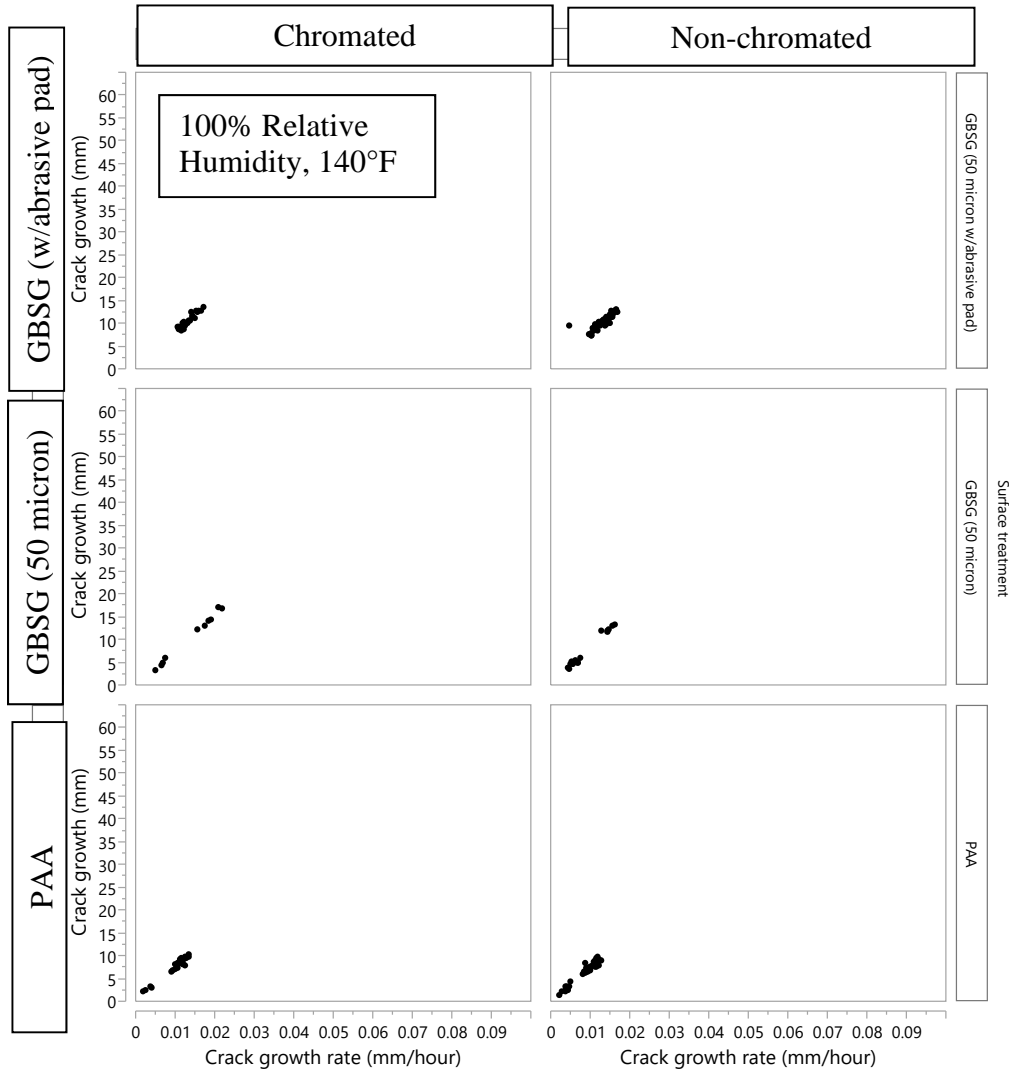 Chromated
Non-chromated
GBSG (w/abrasive pad)
Crack growth (mm)
60
55
50
45
40
35
30
25
20
15
10
5
0
100% Relative
Humidity, 140°F
GBSG (50 micron w/abrasive pad)
GBSG (50 micron)
Crack growth (mm)
60
55
50
45
40
35
30
25
20
15
10
5
0
GBSG (50 micron)
Surface treatment
PAA
Crack growth (mm)
60
55
50
45
40
35
30
25
20
15
10
5
0
PAA
0 0.01 0.02 0.03 0.04 0.05 0.06 0.07 0.08 0.09
0 0.01 0.02 0.03 0.04 0.05 0.06 0.07 0.08 0.09
Crack growth rate (mm/hour)
Crack growth rate (mm/hour)